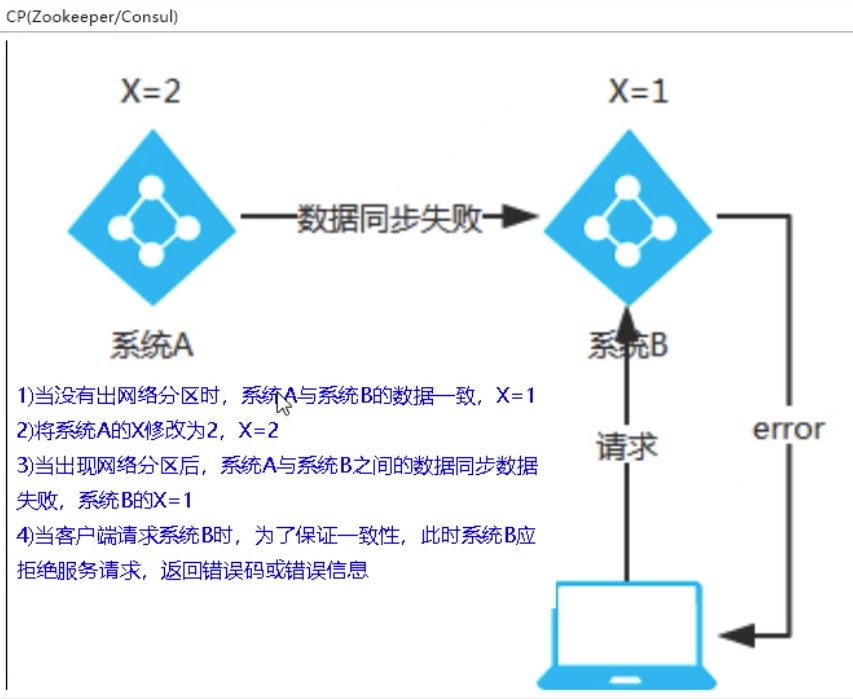 CP(Zookeeper/Consul)
X=2
X=1
数据同步失败
系统A
系统B
1)当没有出网络分区时，系统A与系统B的数据一致，X=1
2)将系统A的X修改为2，X=2
3)当出现网络分区后，系统A与系统B之间的数据同步数据
失败，系统B的X=1
4)当客户端请求系统B时，为了保证一致性，此时系统B应
拒绝服务请求，返回错误码或错误信息
请求
error